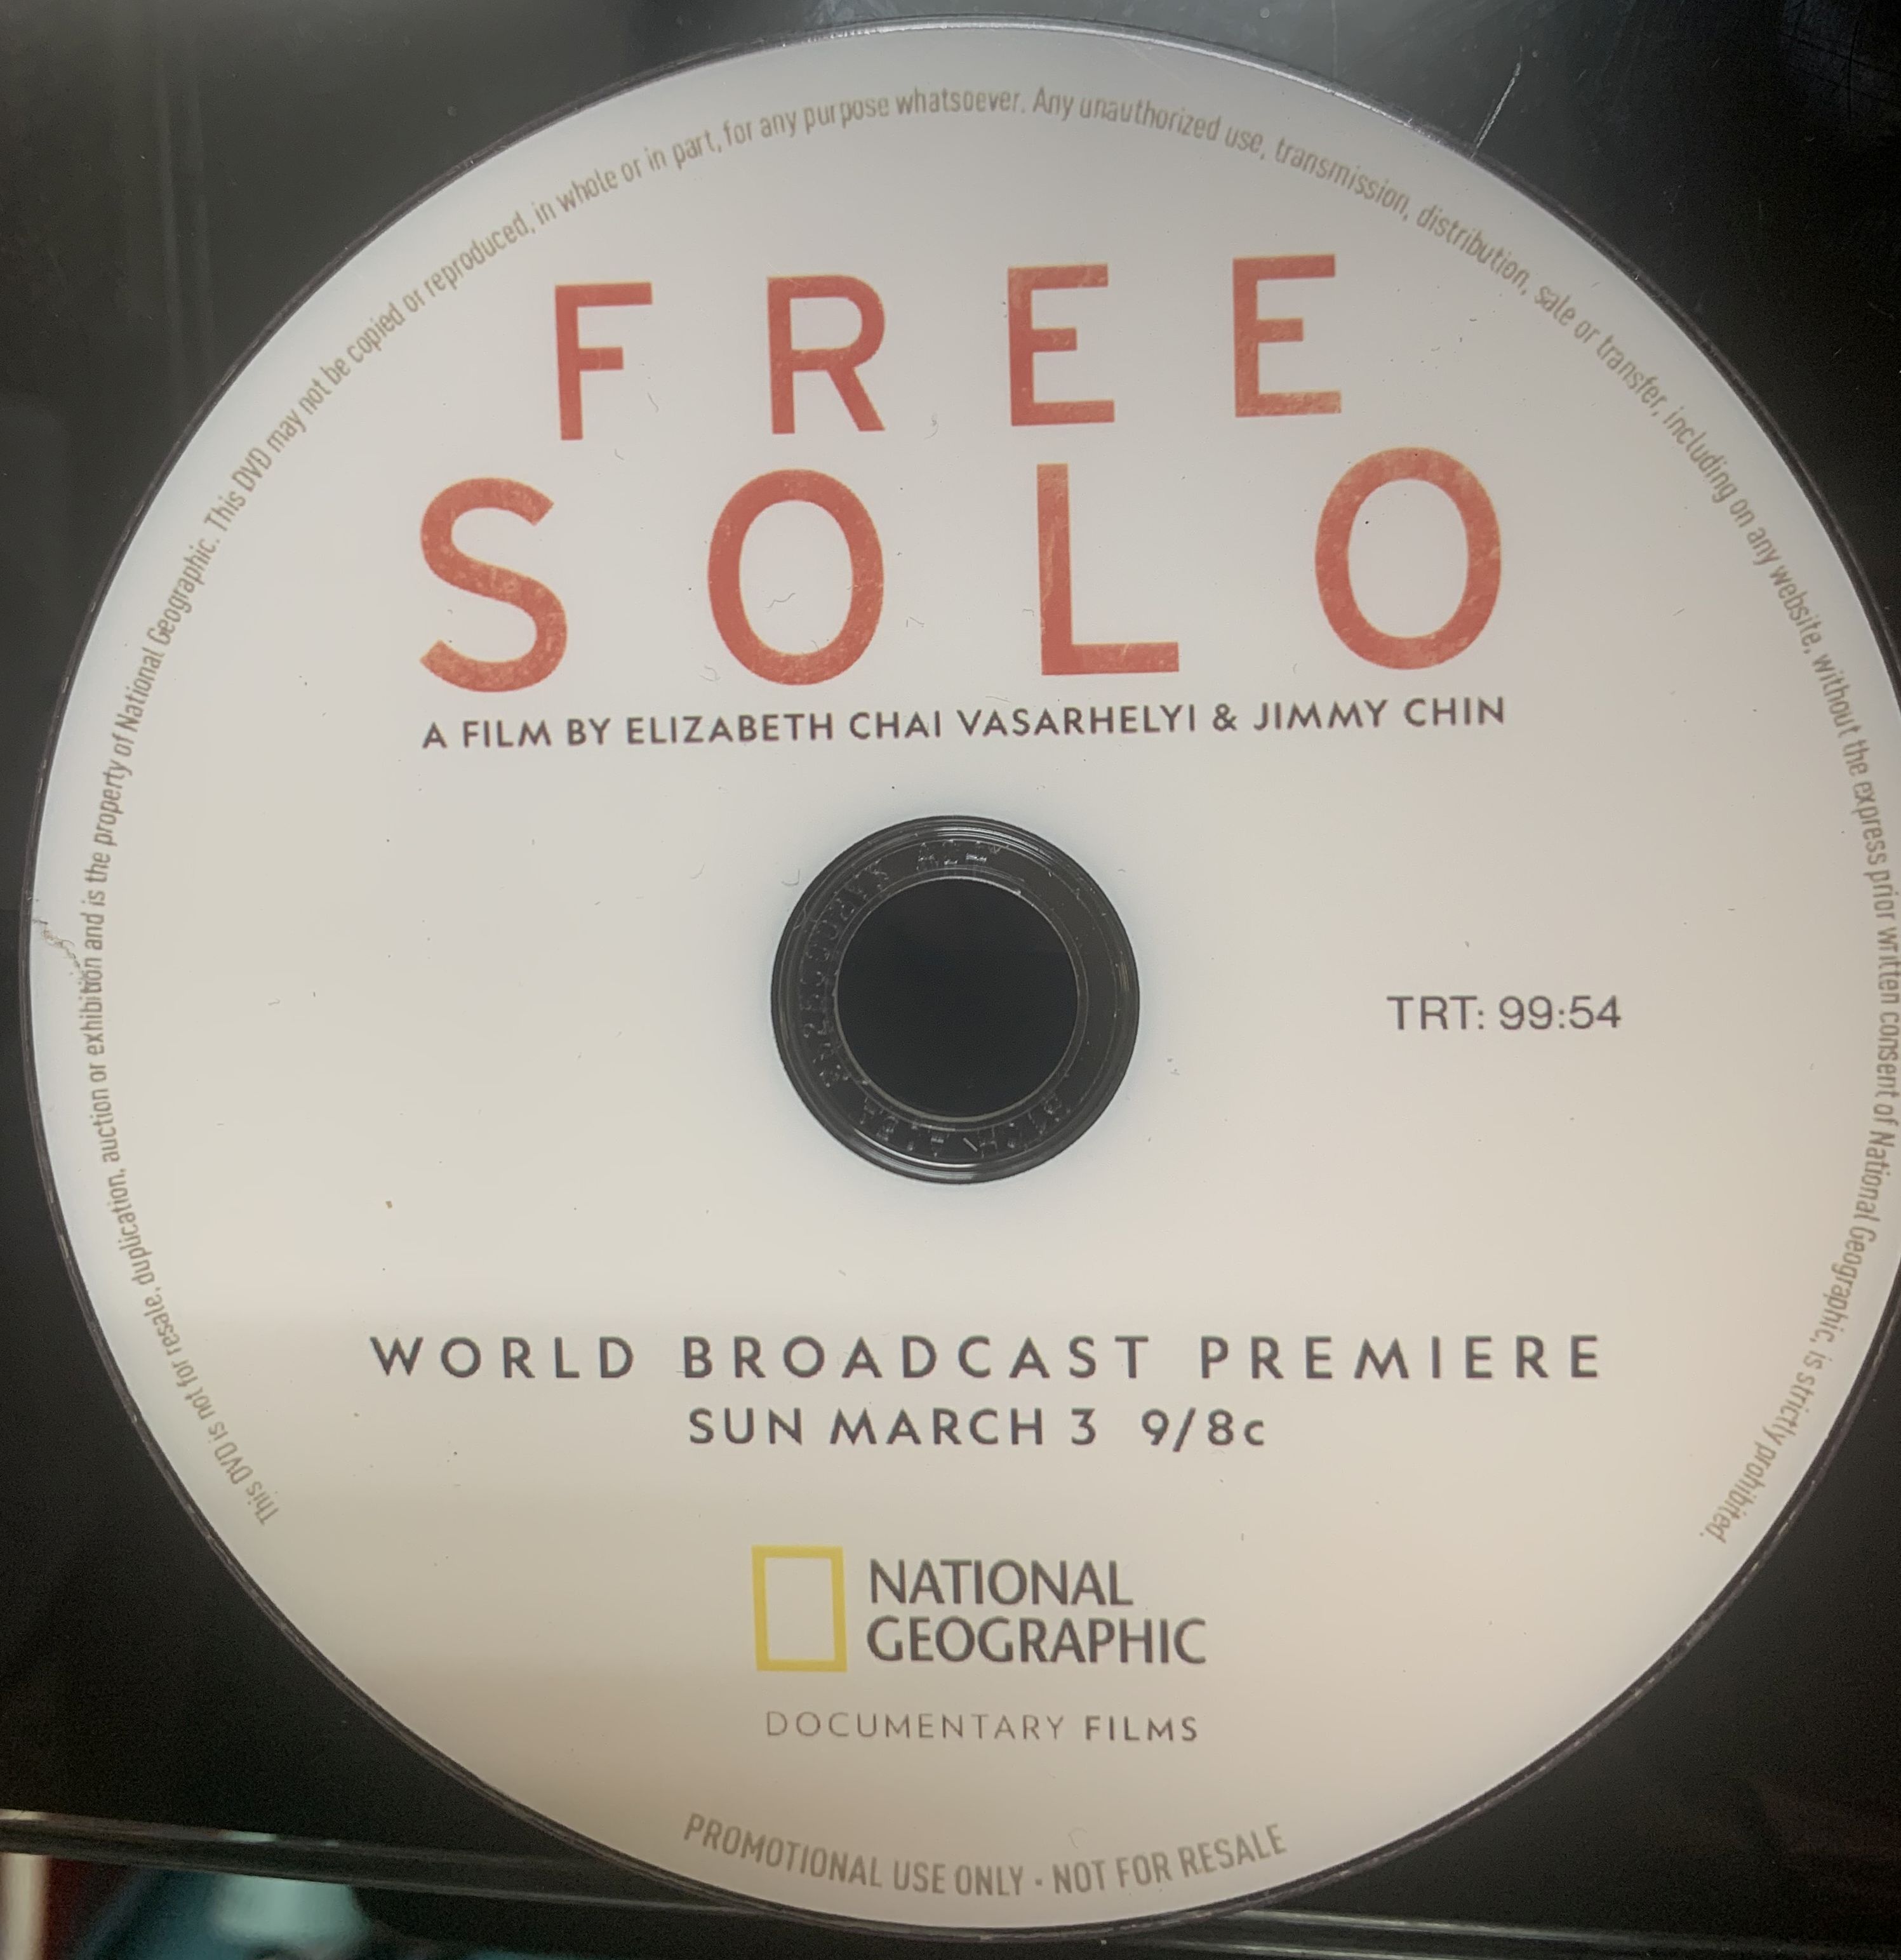 This DVD is not for resale, duplication, auction or exhibition and is the property of National Geographic. This DVD may not be copied or reproduced, in whole or in part, for any purpose whatsoever. Any unauthorized use, transmission, distribution, sale or transfer, including on any website, without the express prior written consent of National Geographic, is strictly prohibited.
FREE
SOLO
A FILM BY ELIZABETH CHAI VASARHELYI & JIMMY CHIN
TRT: 99:54
WORLD BROADCAST PREMIERE
SUN MARCH 3 9/8c
NATIONAL
GEOGRAPHIC
DOCUMENTARY FILMS
PROMOTIONAL USE ONLY · NOT FOR RESALE